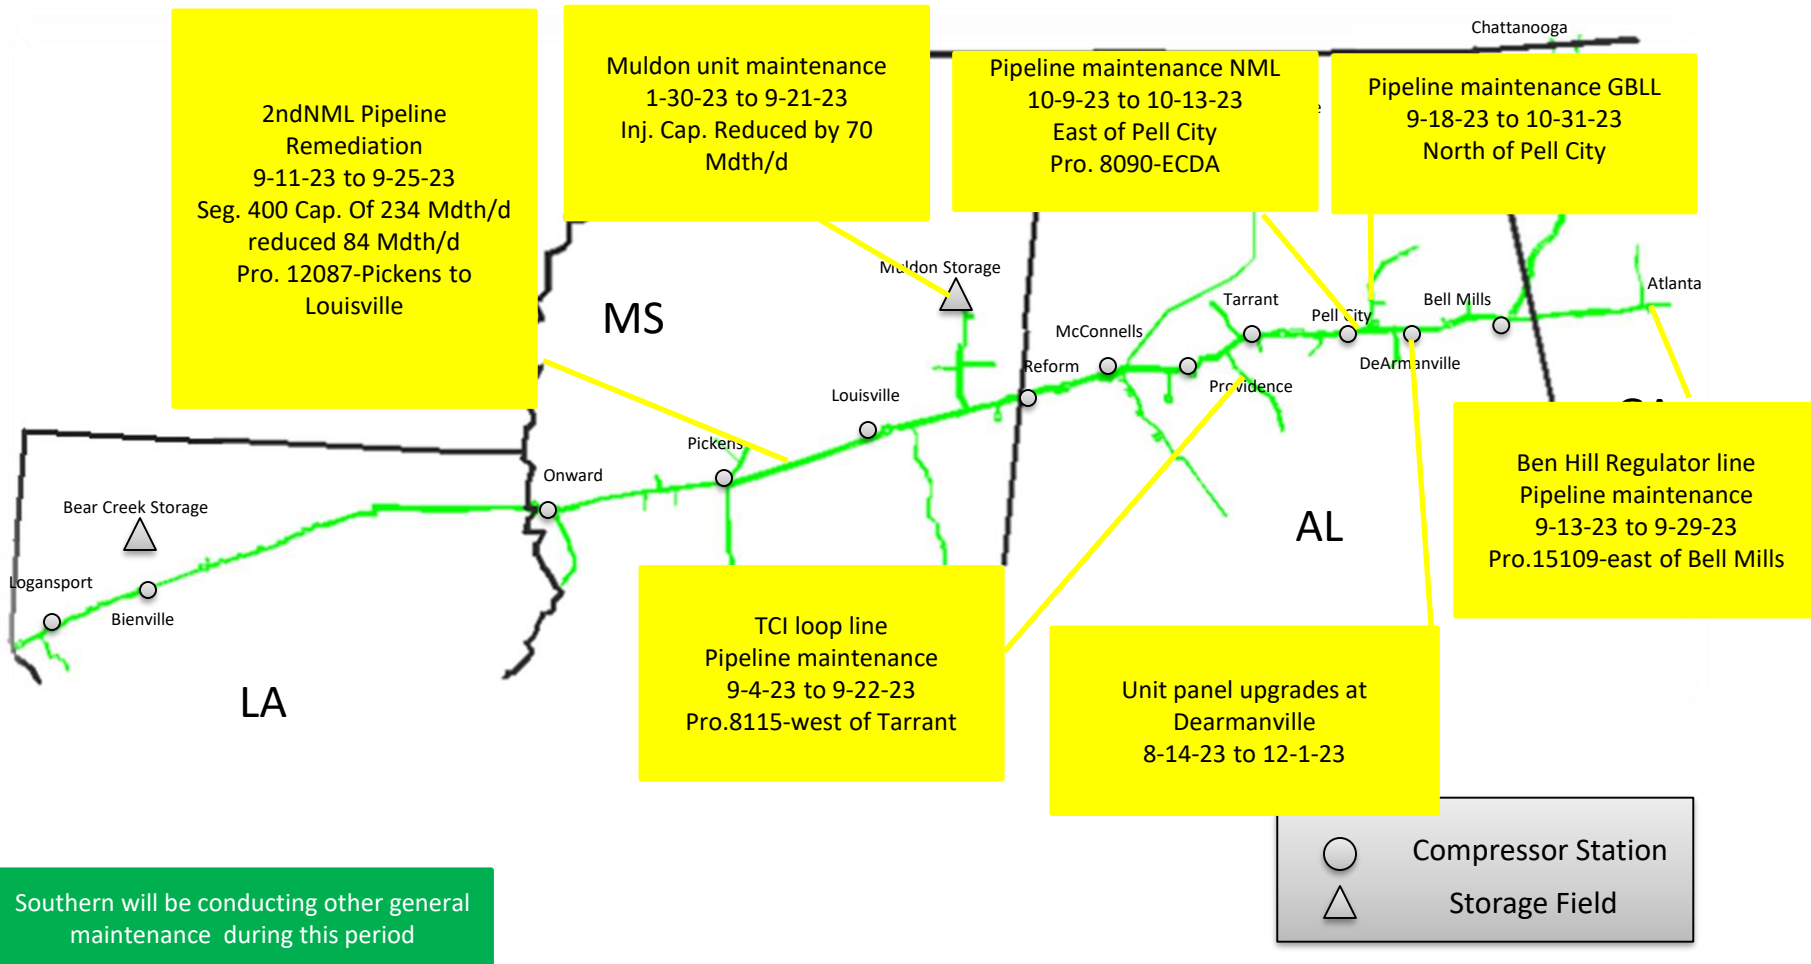 Chattanooga
2ndNML Pipeline
Remediation
9-11-23 to 9-25-23
Seg. 400 Cap. Of 234 Mdth/d
reduced 84 Mdth/d
Pro. 12087-Pickens to
Louisville
Muldon unit maintenance
1-30-23 to 9-21-23
Inj. Cap. Reduced by 70
Mdth/d
Pipeline maintenance NML
10-9-23 to 10-13-23
East of Pell City
Pro. 8090-ECDA
Pipeline maintenance GBLL
9-18-23 to 10-31-23
North of Pell City
MS
Muldon Storage
Atlanta
Tarrant
Bell Mills
Pell City
McConnells
Reform
Providence
DeArmanville
Louisville
Pickens
Onward
Bear Creek Storage
Logansport
Bienville
LA
AL
Ben Hill Regulator line
Pipeline maintenance
9-13-23 to 9-29-23
Pro.15109-east of Bell Mills
TCI loop line
Pipeline maintenance
9-4-23 to 9-22-23
Pro.8115-west of Tarrant
Unit panel upgrades at
Dearmanville
8-14-23 to 12-1-23
Compressor Station
Storage Field
Southern will be conducting other general
maintenance during this period